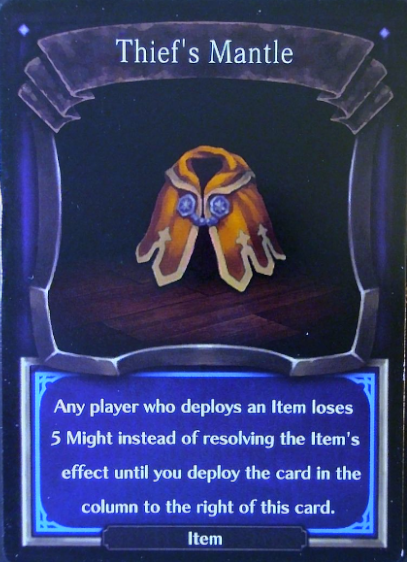 Thief's Mantle
Any player who deploys an Item loses
5 Might instead of resolving the Item's
effect until you deploy the card in the
column to the right of this card.
Item